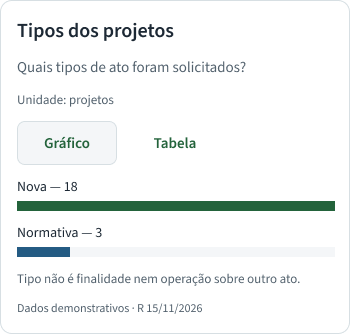 Tipos dos projetos
Quais tipos de ato foram solicitados?
Unidade: projetos
Gráfico
Tabela
Nova — 18
Normativa — 3
Tipo não é finalidade nem operação sobre outro ato.
Dados demonstrativos · R 15/11/2026